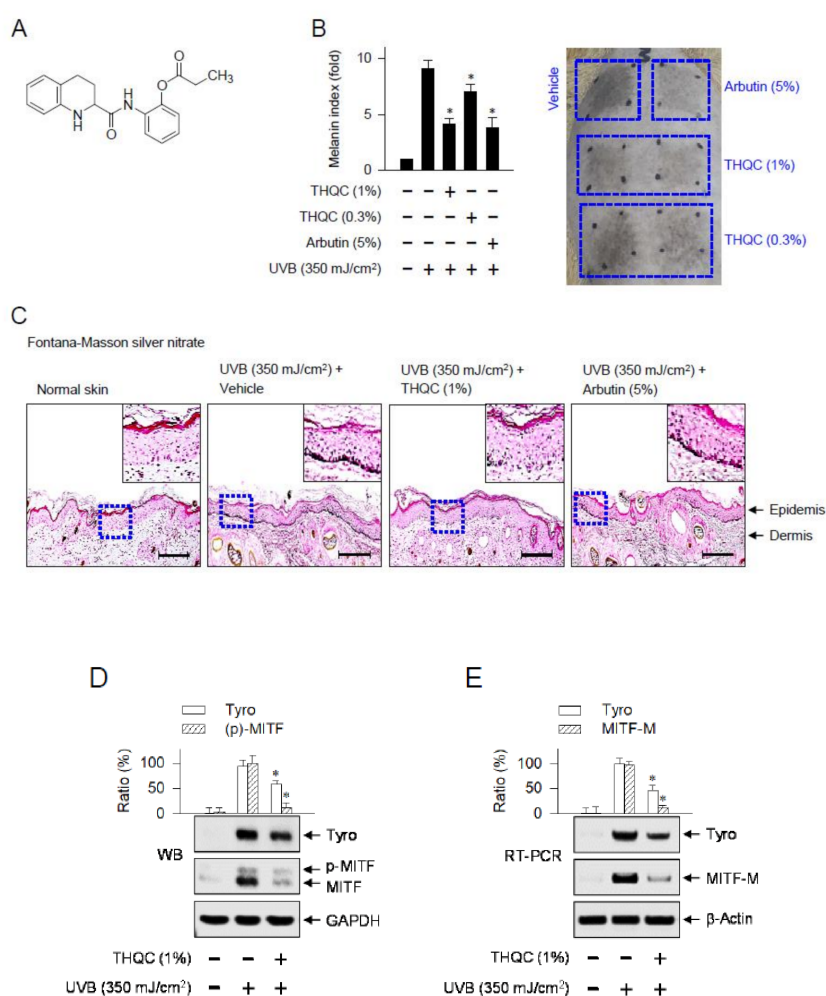 A
O
O
CH3
H
N
N
H
O
B
Melanin index (fold)
10
5
0
*
*
*
THQC (1%) − − + − −
THQC (0.3%) − − − + −
Arbutin (5%) − − − − +
UVB (350 mJ/cm²) − + + + +
Vehicle
Arbutin (5%)
THQC (1%)
THQC (0.3%)
C
Fontana-Masson silver nitrate
Normal skin
UVB (350 mJ/cm²) +
Vehicle
UVB (350 mJ/cm²) +
THQC (1%)
UVB (350 mJ/cm²) +
Arbutin (5%)
Epidemis
Dermis
D
Tyro
(p)-MITF
Ratio (%)
100
50
0
*
*
WB
Tyro
p-MITF
MITF
GAPDH
THQC (1%) − − +
UVB (350 mJ/cm²) − + +
E
Tyro
MITF-M
Ratio (%)
100
50
0
*
*
RT-PCR
Tyro
MITF-M
β-Actin
THQC (1%) − − +
UVB (350 mJ/cm²) − + +